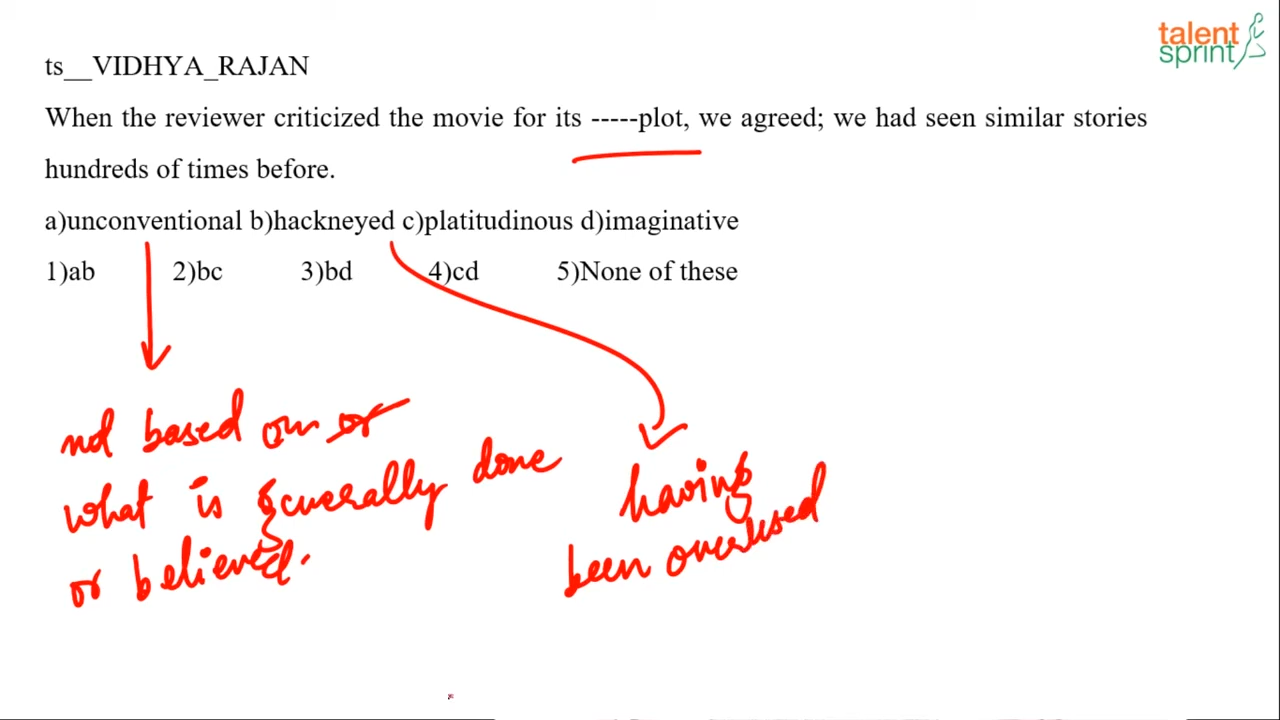 talent
sprint
ts__VIDHYA_RAJAN
When the reviewer criticized the movie for its -----plot, we agreed; we had seen similar stories
hundreds of times before.
a)unconventional b)hackneyed c)platitudinous d)imaginative
1)ab 2)bc 3)bd 4)cd 5)None of these
not based on or
what is generally done
or believed.
having
been overused